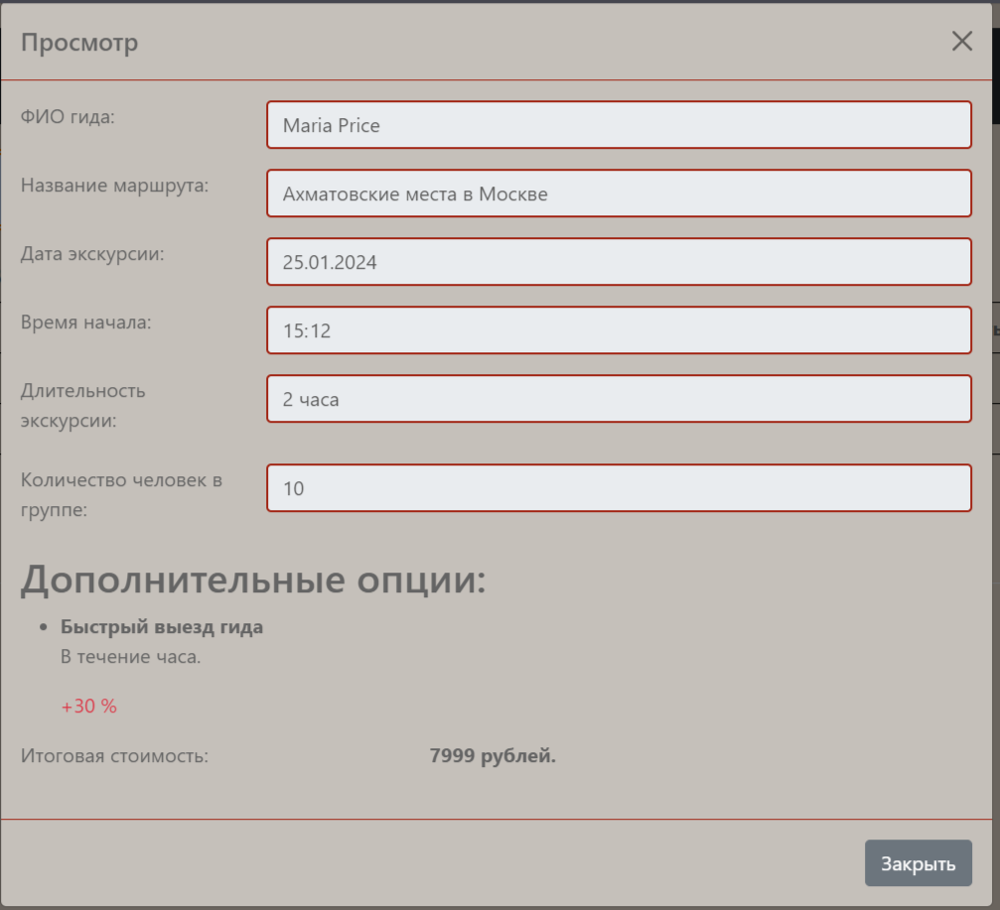 Просмотр
ФИО гида:
Maria Price
Название маршрута:
Ахматовские места в Москве
Дата экскурсии:
25.01.2024
Время начала:
15:12
Длительность
экскурсии:
2 часа
Количество человек в
группе:
10
Дополнительные опции:
Быстрый выезд гида
В течение часа.
+30 %
Итоговая стоимость:
7999 рублей.
Закрыть